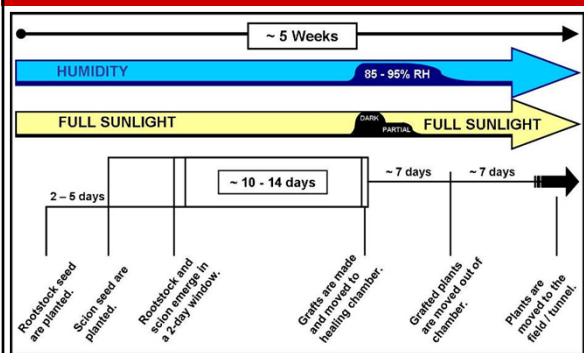 ~ 5 Weeks
HUMIDITY
85 - 95% RH
FULL SUNLIGHT
DARK
PARTIAL
FULL SUNLIGHT
2 – 5 days
~ 10 - 14 days
~ 7 days
~ 7 days
Rootstock seed
are planted.
Scion seed are
planted.
Rootstock and
scion emerge in
a 2-day window.
Grafts are made
and moved to
healing chamber.
Grafted plants
are moved out of
chamber.
Plants are
moved to the
field / tunnel.